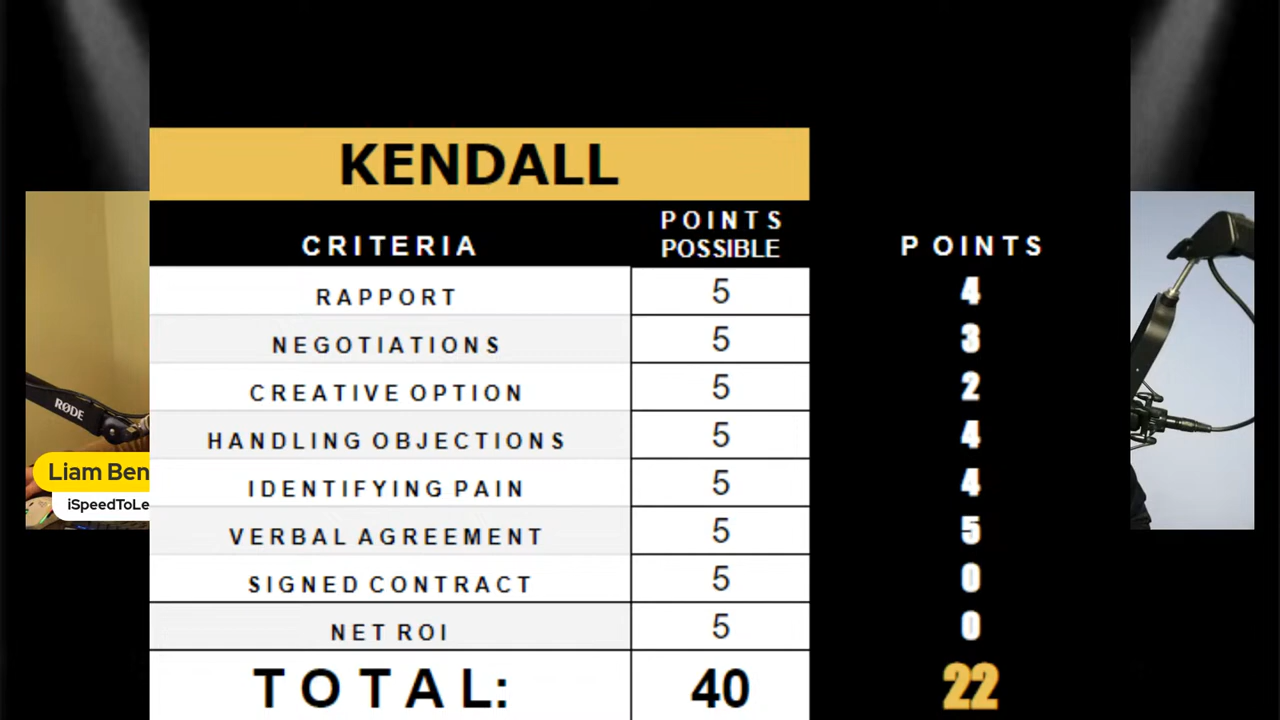 KENDALL
CRITERIA POINTS POSSIBLE POINTS
RAPPORT 5 4
NEGOTIATIONS 5 3
CREATIVE OPTION 5 2
HANDLING OBJECTIONS 5 4
IDENTIFYING PAIN 5 4
VERBAL AGREEMENT 5 5
SIGNED CONTRACT 5 0
NET ROI 5 0
TOTAL: 40 22
RØDE
Liam Ben
iSpeedToLe